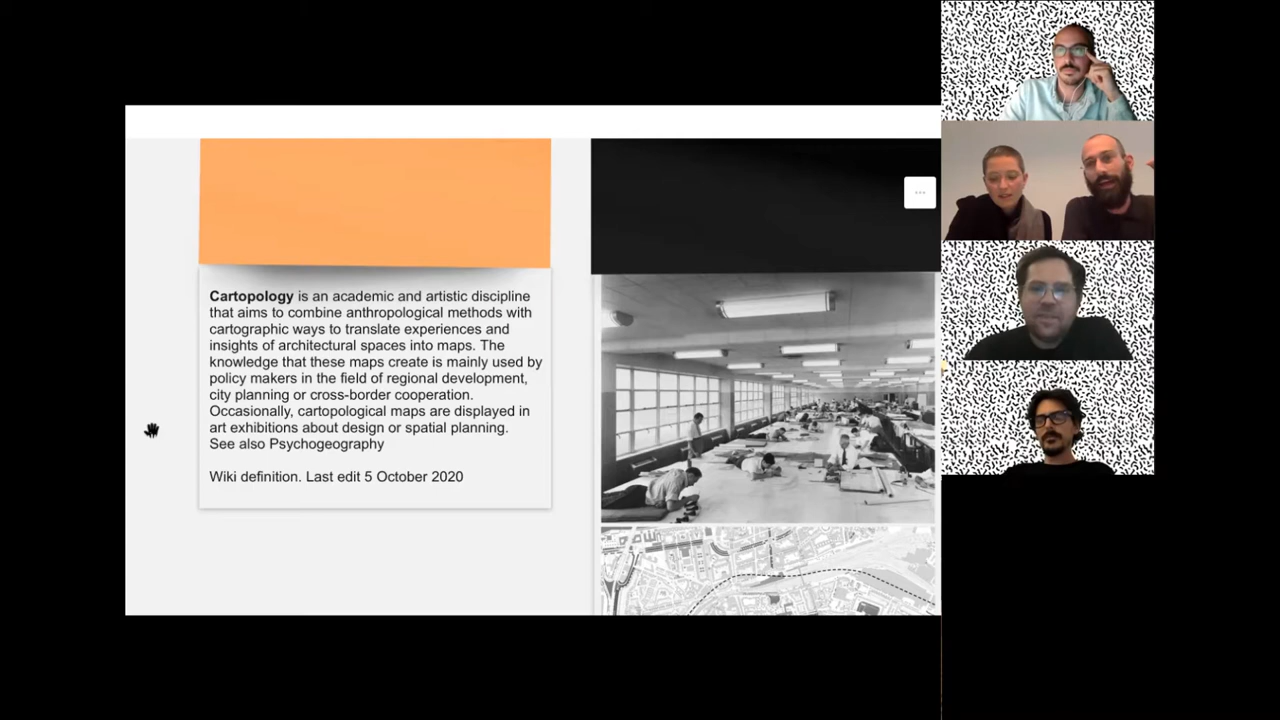 Cartopology is an academic and artistic discipline
that aims to combine anthropological methods with
cartographic ways to translate experiences and
insights of architectural spaces into maps. The
knowledge that these maps create is mainly used by
policy makers in the field of regional development,
city planning or cross-border cooperation.
Occasionally, cartopological maps are displayed in
art exhibitions about design or spatial planning.
See also Psychogeography
Wiki definition. Last edit 5 October 2020